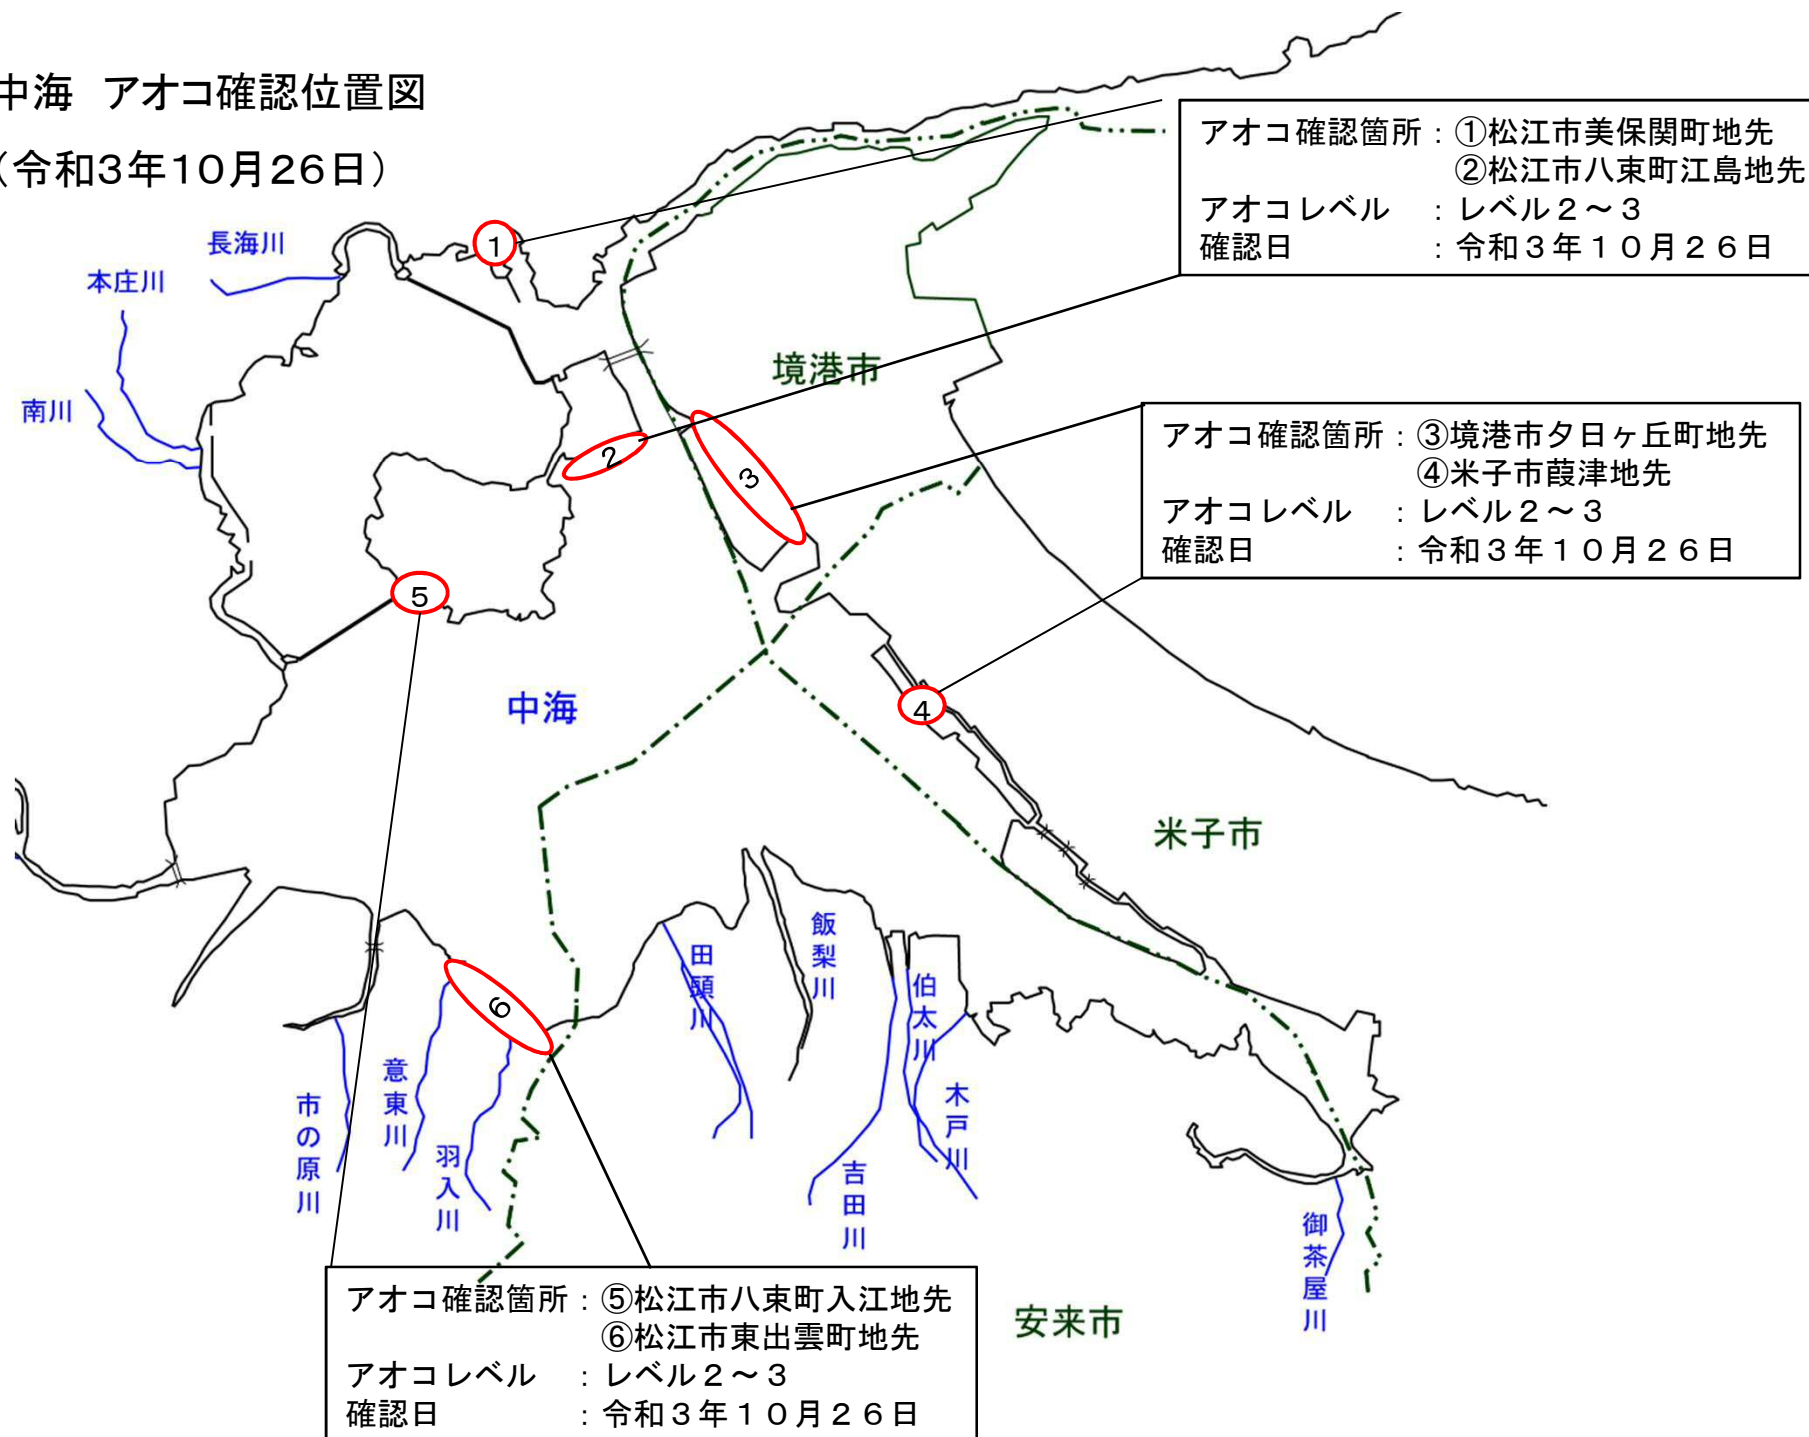 中海 アオコ確認位置図
（令和3年10月26日）
アオコ確認箇所：①松江市美保関町地先
②松江市八束町江島地先
アオコレベル ：レベル２～３
確認日 ：令和３年１０月２６日
長海川
本庄川
南川
境港市
アオコ確認箇所：③境港市夕日ヶ丘町地先
④米子市葭津地先
アオコレベル ：レベル２～３
確認日 ：令和３年１０月２６日
1
2
3
5
4
中海
米子市
6
田頭川
飯梨川
伯太川
木戸川
市の原川
意東川
羽入川
吉田川
御茶屋川
安来市
アオコ確認箇所：⑤松江市八束町入江地先
⑥松江市東出雲町地先
アオコレベル ：レベル２～３
確認日 ：令和３年１０月２６日